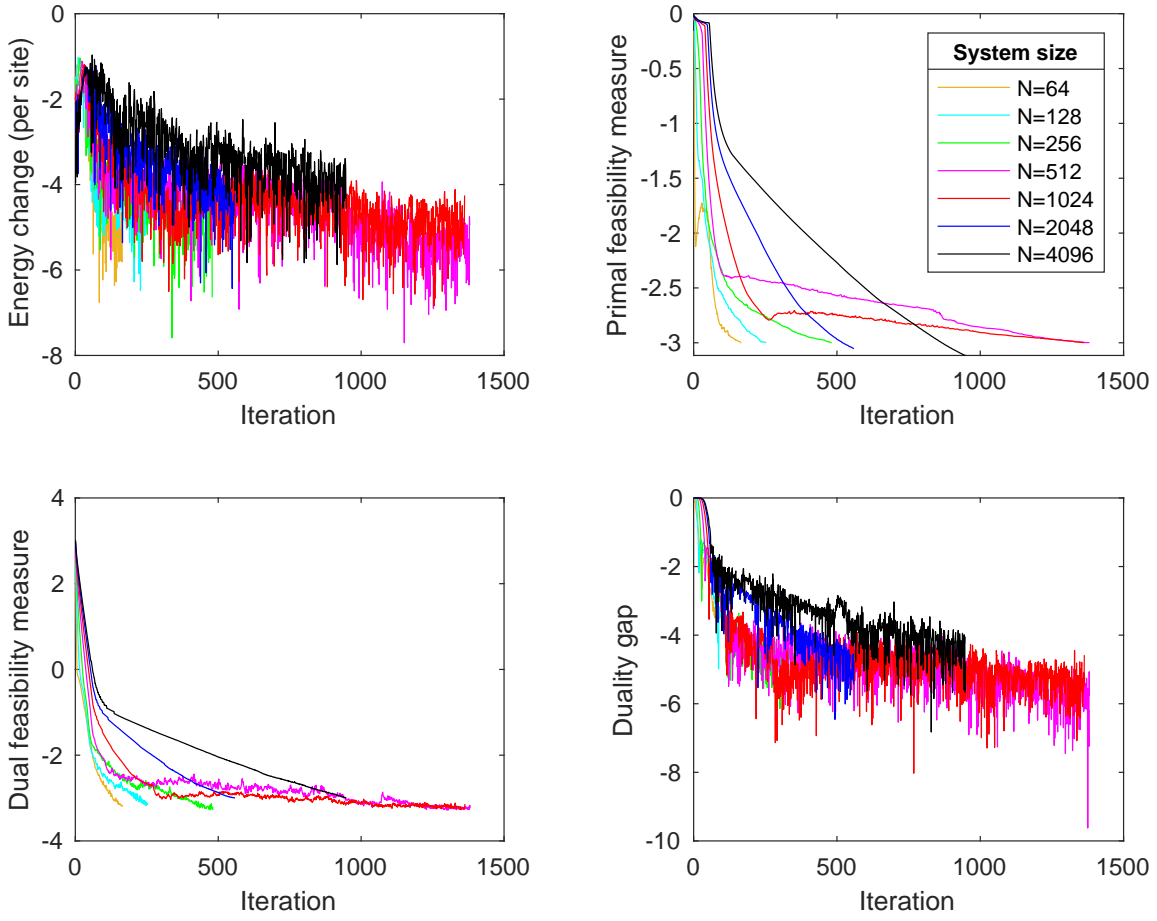 Energy change (per site)
0
-2
-4
-6
-8
0
500
1000
1500
Iteration
Primal feasibility measure
0
-0.5
-1
-1.5
-2
-2.5
-3
0
500
1000
1500
Iteration
System size
N=64
N=128
N=256
N=512
N=1024
N=2048
N=4096
Dual feasibility measure
4
2
0
-2
-4
0
500
1000
1500
Iteration
Duality gap
0
-2
-4
-6
-8
-10
0
500
1000
1500
Iteration